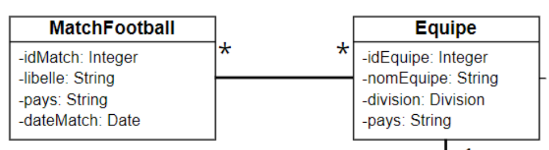 MatchFootball
-idMatch: Integer
-libelle: String
-pays: String
-dateMatch: Date
* *
Equipe
-idEquipe: Integer
-nomEquipe: String
-division: Division
-pays: String